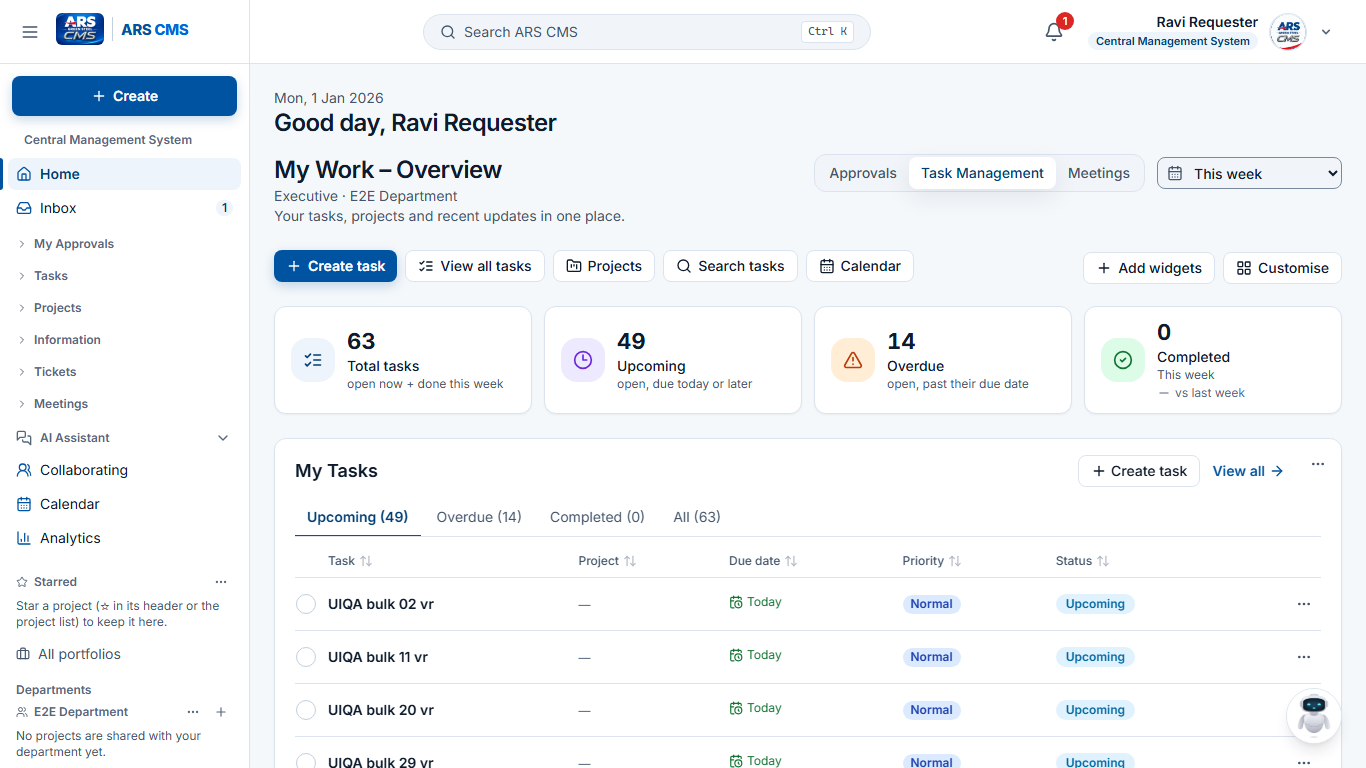 ARS
GREEN STEEL
CMS
ARS CMS
Search ARS CMS
Ctrl K
1
Ravi Requester
Central Management System
ARS
GREEN STEEL
CMS
Create
Central Management System
Home
Inbox
1
My Approvals
Tasks
Projects
Information
Tickets
Meetings
AI Assistant
Collaborating
Calendar
Analytics
Starred
Star a project (☆ in its header or the
project list) to keep it here.
All portfolios
Departments
E2E Department
No projects are shared with your
department yet.
Mon, 1 Jan 2026
Good day, Ravi Requester
My Work – Overview
Executive · E2E Department
Your tasks, projects and recent updates in one place.
Approvals
Task Management
Meetings
This week
Create task
View all tasks
Projects
Search tasks
Calendar
Add widgets
Customise
63
Total tasks
open now + done this week
49
Upcoming
open, due today or later
14
Overdue
open, past their due date
0
Completed
This week
— vs last week
My Tasks
Create task
View all →
Upcoming (49)
Overdue (14)
Completed (0)
All (63)
Task
Project
Due date
Priority
Status
UIQA bulk 02 vr — Today Normal Upcoming
UIQA bulk 11 vr — Today Normal Upcoming
UIQA bulk 20 vr — Today Normal Upcoming
UIQA bulk 29 vr — Today Normal Upcoming